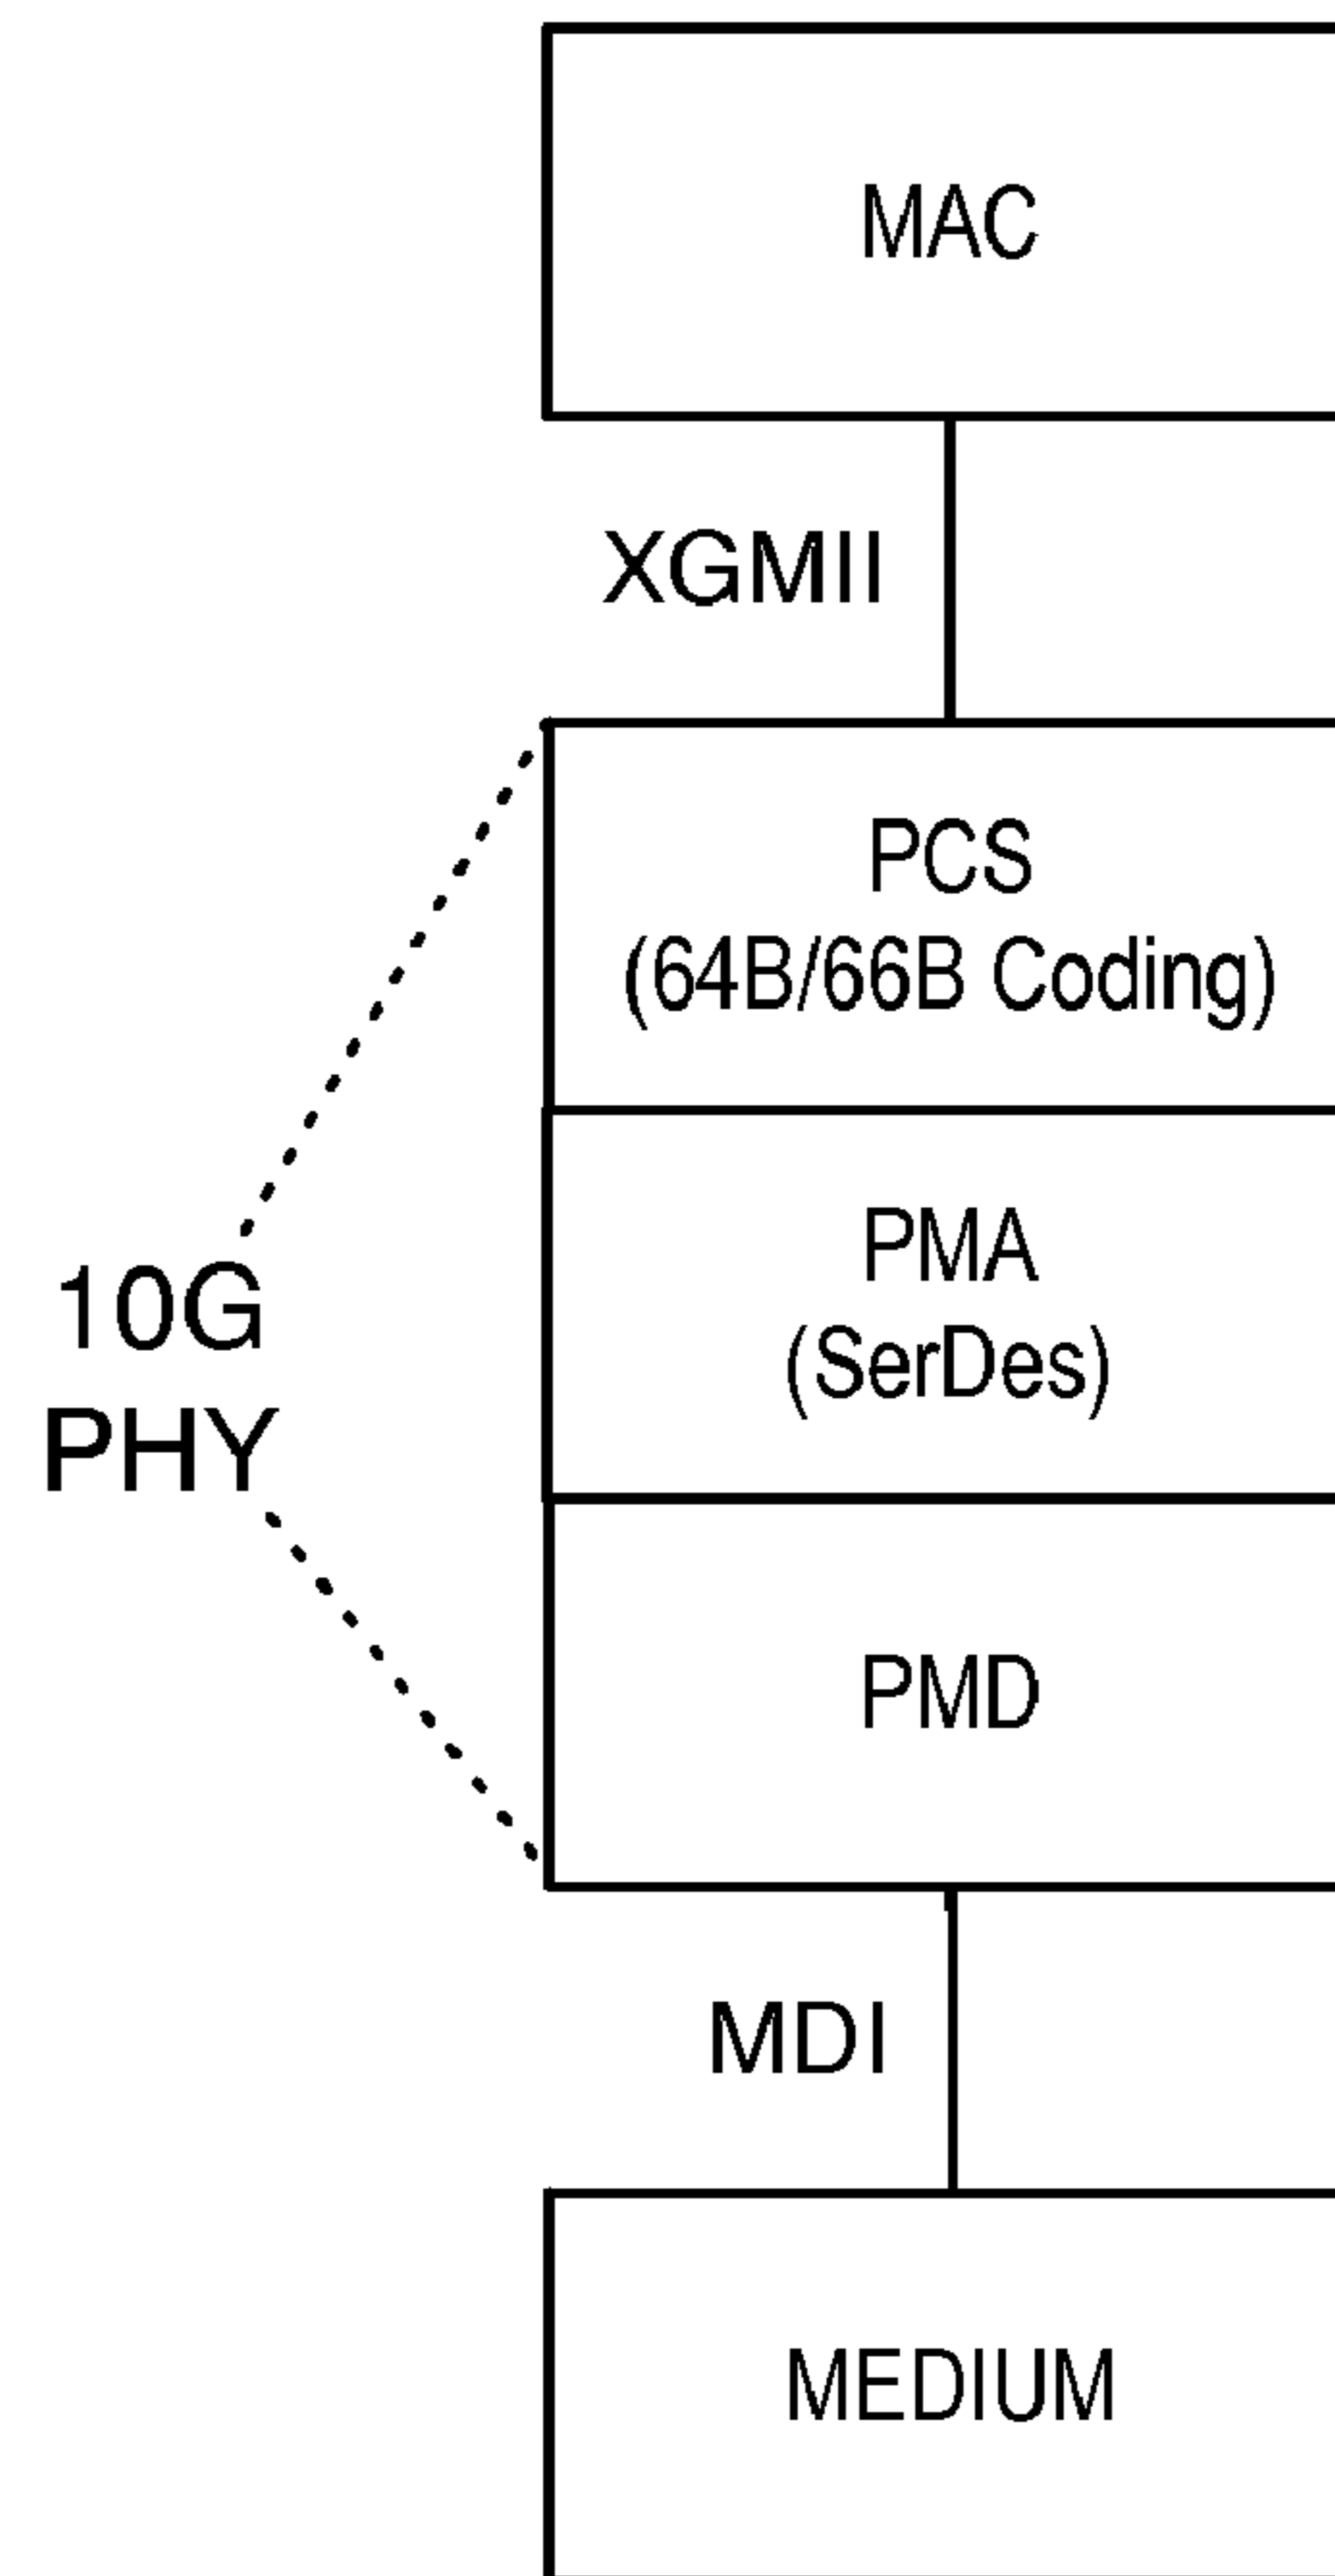 MAC
XGMII
PCS
(64B/66B Coding)
10G
PHY
PMA
(SerDes)
PMD
MDI
MEDIUM